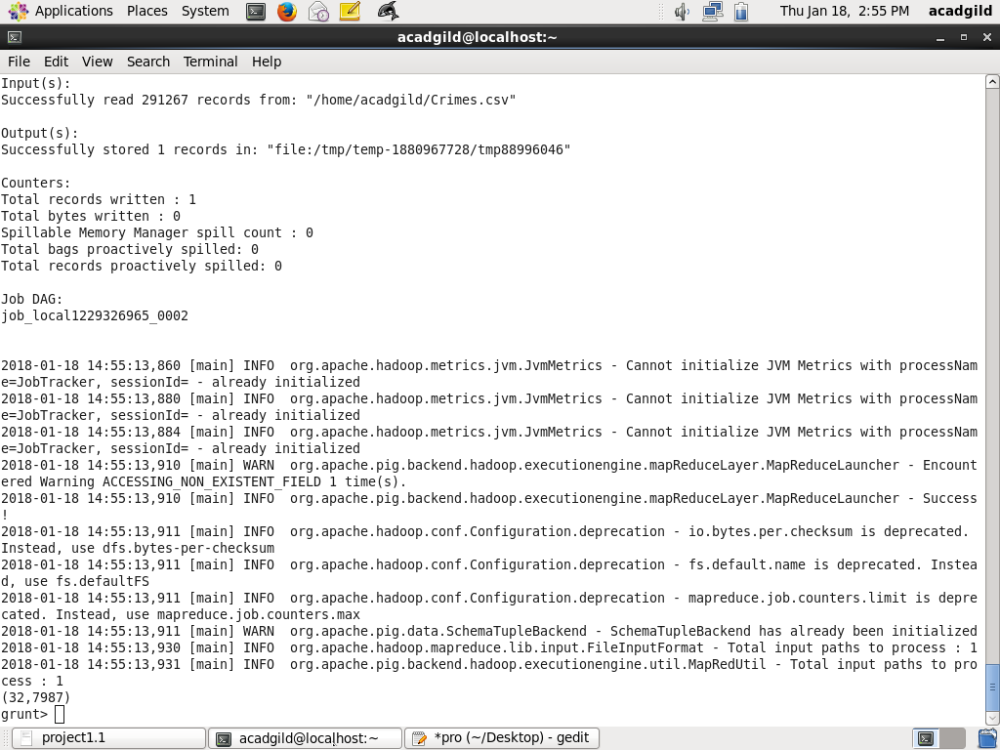 Applications Places System
Thu Jan 18, 2:55 PM acadgild
acadgild@localhost:~
File Edit View Search Terminal Help
Input(s):
Successfully read 291267 records from: "/home/acadgild/Crimes.csv"
Output(s):
Successfully stored 1 records in: "file:/tmp/temp-1880967728/tmp88996046"
Counters:
Total records written : 1
Total bytes written : 0
Spillable Memory Manager spill count : 0
Total bags proactively spilled: 0
Total records proactively spilled: 0
Job DAG:
job_local1229326965_0002
2018-01-18 14:55:13,860 [main] INFO  org.apache.hadoop.metrics.jvm.JvmMetrics - Cannot initialize JVM Metrics with processNam
e=JobTracker, sessionId= - already initialized
2018-01-18 14:55:13,880 [main] INFO  org.apache.hadoop.metrics.jvm.JvmMetrics - Cannot initialize JVM Metrics with processNam
e=JobTracker, sessionId= - already initialized
2018-01-18 14:55:13,884 [main] INFO  org.apache.hadoop.metrics.jvm.JvmMetrics - Cannot initialize JVM Metrics with processNam
e=JobTracker, sessionId= - already initialized
2018-01-18 14:55:13,910 [main] WARN  org.apache.pig.backend.hadoop.executionengine.mapReduceLayer.MapReduceLauncher - Encount
ered Warning ACCESSING_NON_EXISTENT_FIELD 1 time(s).
2018-01-18 14:55:13,910 [main] INFO  org.apache.pig.backend.hadoop.executionengine.mapReduceLayer.MapReduceLauncher - Success
!
2018-01-18 14:55:13,911 [main] INFO  org.apache.hadoop.conf.Configuration.deprecation - io.bytes.per.checksum is deprecated.
Instead, use dfs.bytes-per-checksum
2018-01-18 14:55:13,911 [main] INFO  org.apache.hadoop.conf.Configuration.deprecation - fs.default.name is deprecated. Instea
d, use fs.defaultFS
2018-01-18 14:55:13,911 [main] INFO  org.apache.hadoop.conf.Configuration.deprecation - mapreduce.job.counters.limit is depre
cated. Instead, use mapreduce.job.counters.max
2018-01-18 14:55:13,911 [main] WARN  org.apache.pig.data.SchemaTupleBackend - SchemaTupleBackend has already been initialized
2018-01-18 14:55:13,930 [main] INFO  org.apache.hadoop.mapreduce.lib.input.FileInputFormat - Total input paths to process : 1
2018-01-18 14:55:13,931 [main] INFO  org.apache.pig.backend.hadoop.executionengine.util.MapRedUtil - Total input paths to pro
cess : 1
(32,7987)
grunt>
project1.1
acadgild@localhost:~
*pro (~/Desktop) - gedit